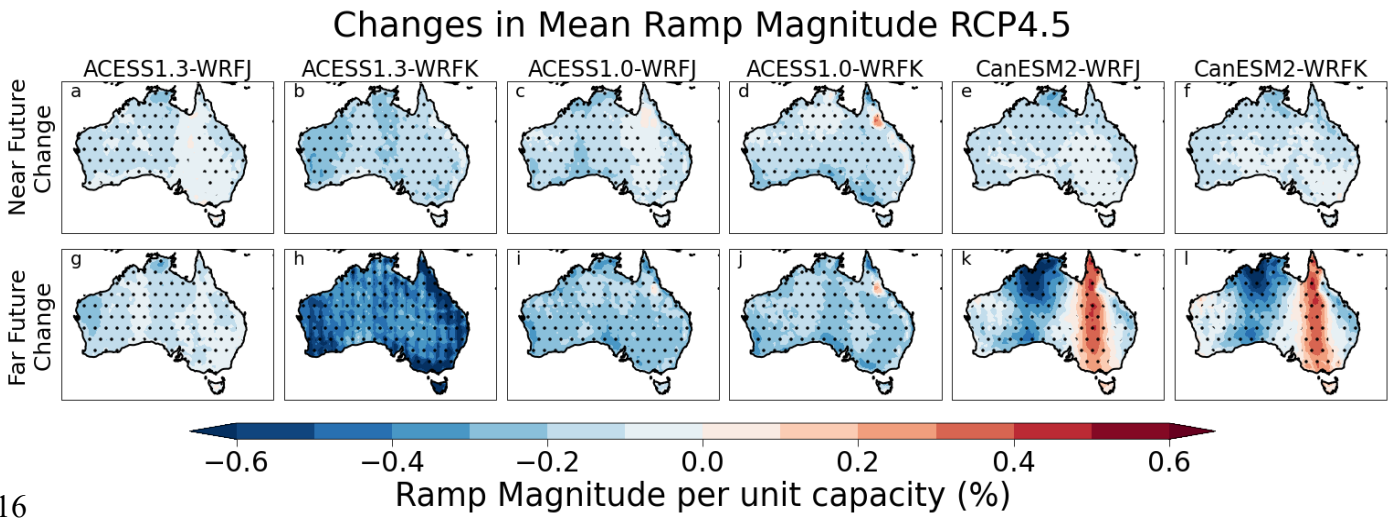 Changes in Mean Ramp Magnitude RCP4.5
ACESS1.3-WRFJ ACESS1.3-WRFK ACESS1.0-WRFJ ACESS1.0-WRFK CanESM2-WRFJ CanESM2-WRFK
Near Future
Change
a b c d e f
Far Future
Change
g h i j k l
−0.6 −0.4 −0.2 0.0 0.2 0.4 0.6
Ramp Magnitude per unit capacity (%)
16